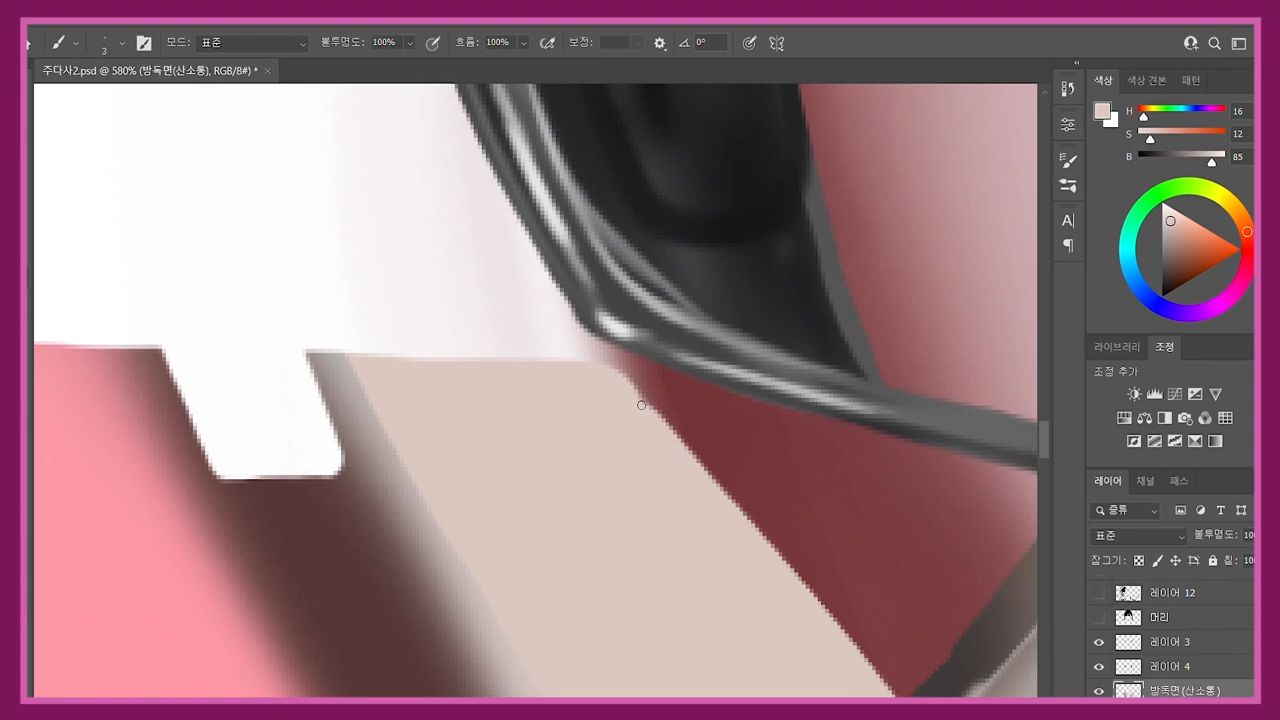 3 모드: 표준 불투명도: 100% 흐름: 100% 보정: 0°
주다사2.psd @ 580% (방독면(산소통), RGB/8#) * ×
색상 색상 견본 패턴
H 16
S 12
B 85
라이브러리 조정
조정 추가
레이어 채널 패스
종류
표준 불투명도: 100
잠그기: 칠: 100
레이어 12
머리
레이어 3
레이어 4
방독면(산소통)